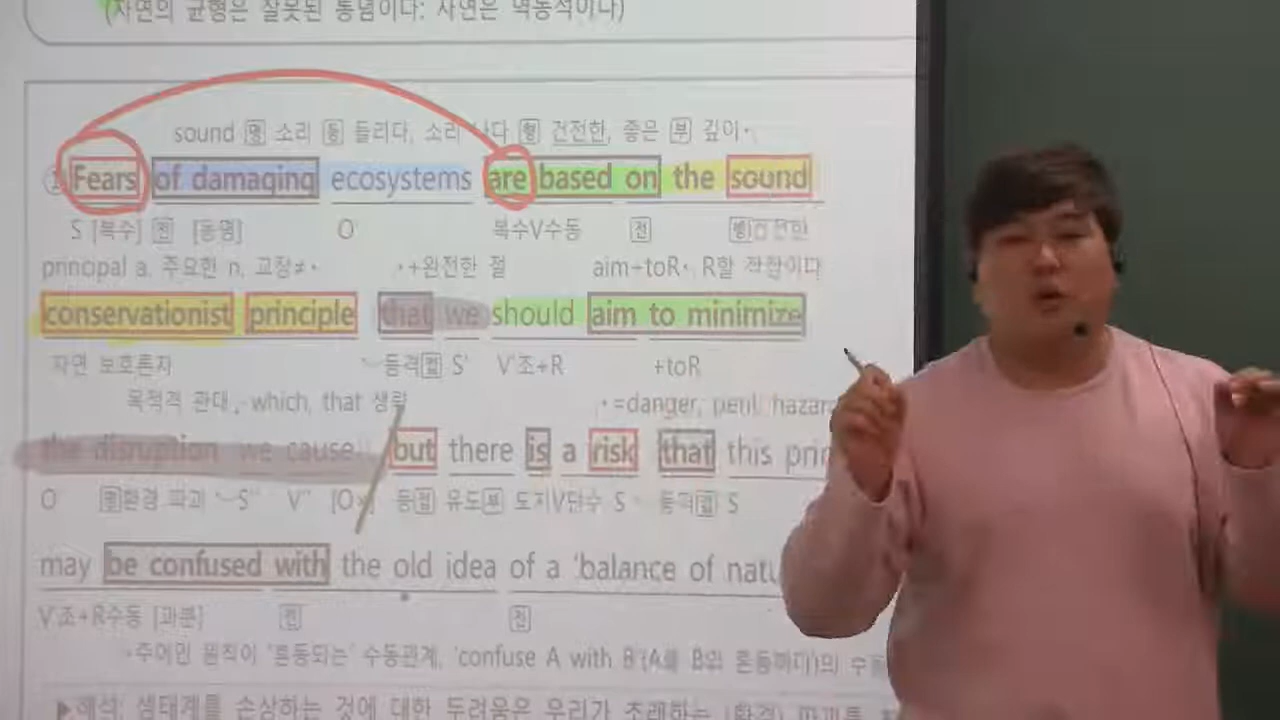 (자연의 균형은 잘못된 통념이다: 자연은 역동적이다)
sound 명 소리 동 들리다, 소리 나다 형 건전한, 좋은 부 깊이
① Fears of damaging ecosystems are based on the sound
S [복수] 전 [동명] O 복수V수동 전 형건전한
principal a. 주요한 n. 교장≠ +완전한 절 aim+toR: R할 작정이다
conservationist principle that we should aim to minimize
자연 보호론자 동격접 S' V'조+R +toR
목적격 관대, which, that 생략 =danger, peril, hazard
the disruption we cause, but there is a risk that this
O' 명환경 파괴 S" V" 등접 유도부 도치V단수 S 동격접 S
may be confused with the old idea of a 'balance of
V'조+R수동 [과분] 전 전
주어인 원칙이 '혼동되는' 수동관계, 'confuse A with B'(A를 B와 혼동하다)의
▶해석: 생태계를 손상하는 것에 대한 두려움은 우리가 초래하는 (환경) 파괴를